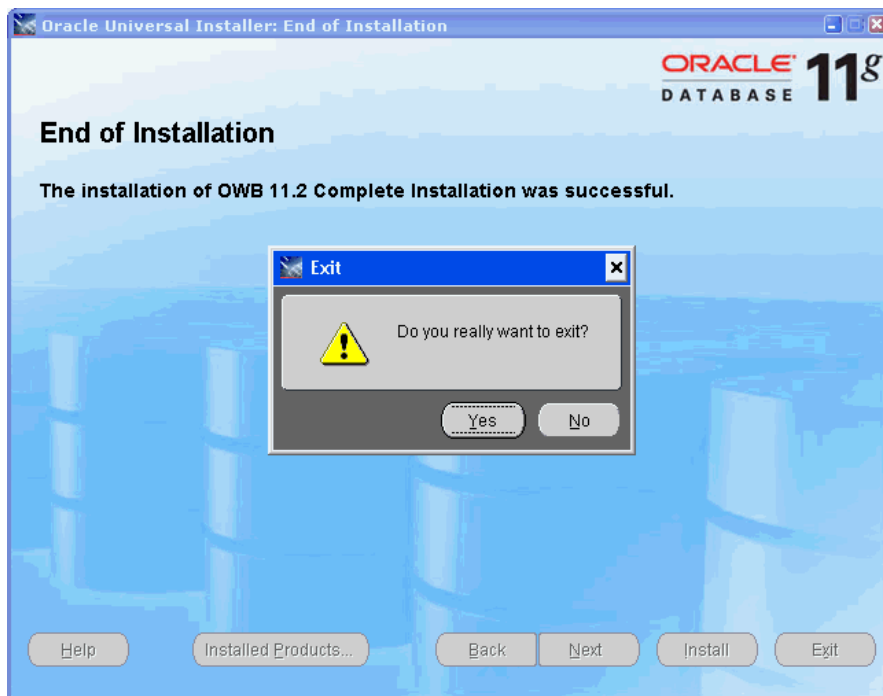 Oracle Universal Installer: End of Installation
ORACLE
DATABASE
11g
End of Installation
The installation of OWB 11.2 Complete Installation was successful.
Exit
Do you really want to exit?
Yes
No
Help
Installed Products...
Back
Next
Install
Exit